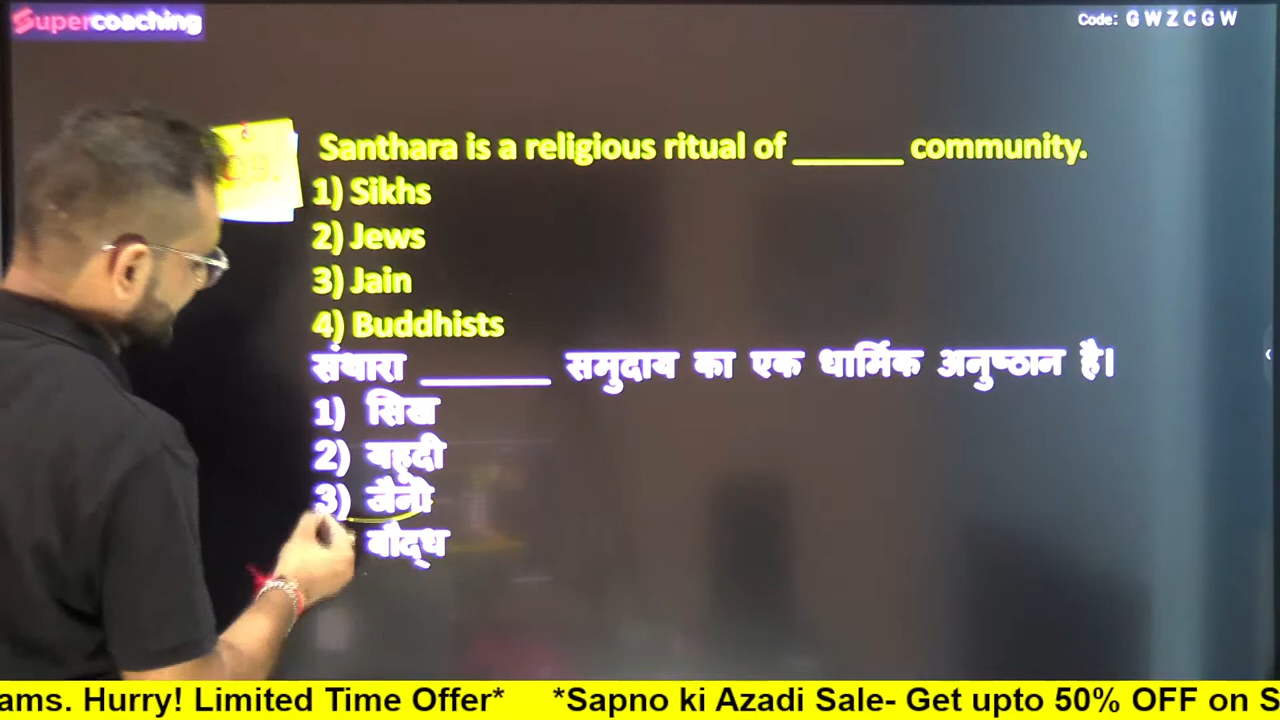 Supercoaching
Code: G W Z C G W
Santhara is a religious ritual of ______ community.
1) Sikhs
2) Jews
3) Jain
4) Buddhists
संथारा _______ समुदाय का एक धार्मिक अनुष्ठान है।
1) सिख
2) यहूदी
3) जैनी
बौद्ध
ams. Hurry! Limited Time Offer* *Sapno ki Azadi Sale- Get upto 50% OFF on S